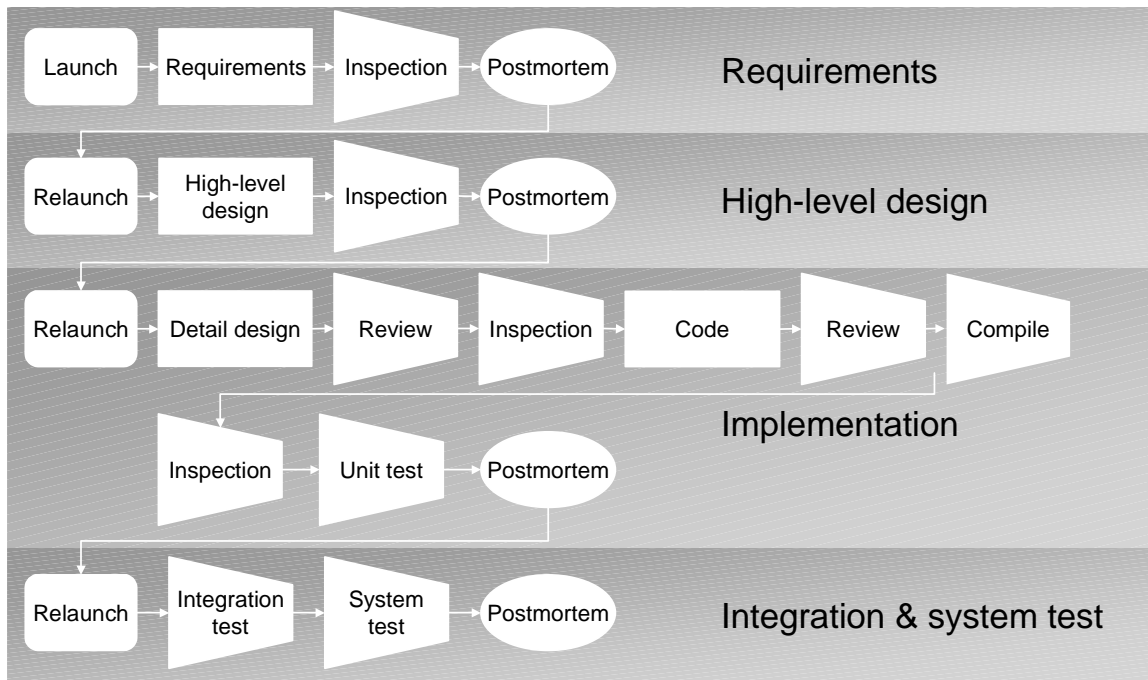 Launch
Requirements
Inspection
Postmortem
Requirements
Relaunch
High-level
design
Inspection
Postmortem
High-level design
Relaunch
Detail design
Review
Inspection
Code
Review
Compile
Implementation
Inspection
Unit test
Postmortem
Relaunch
Integration
test
System
test
Postmortem
Integration & system test